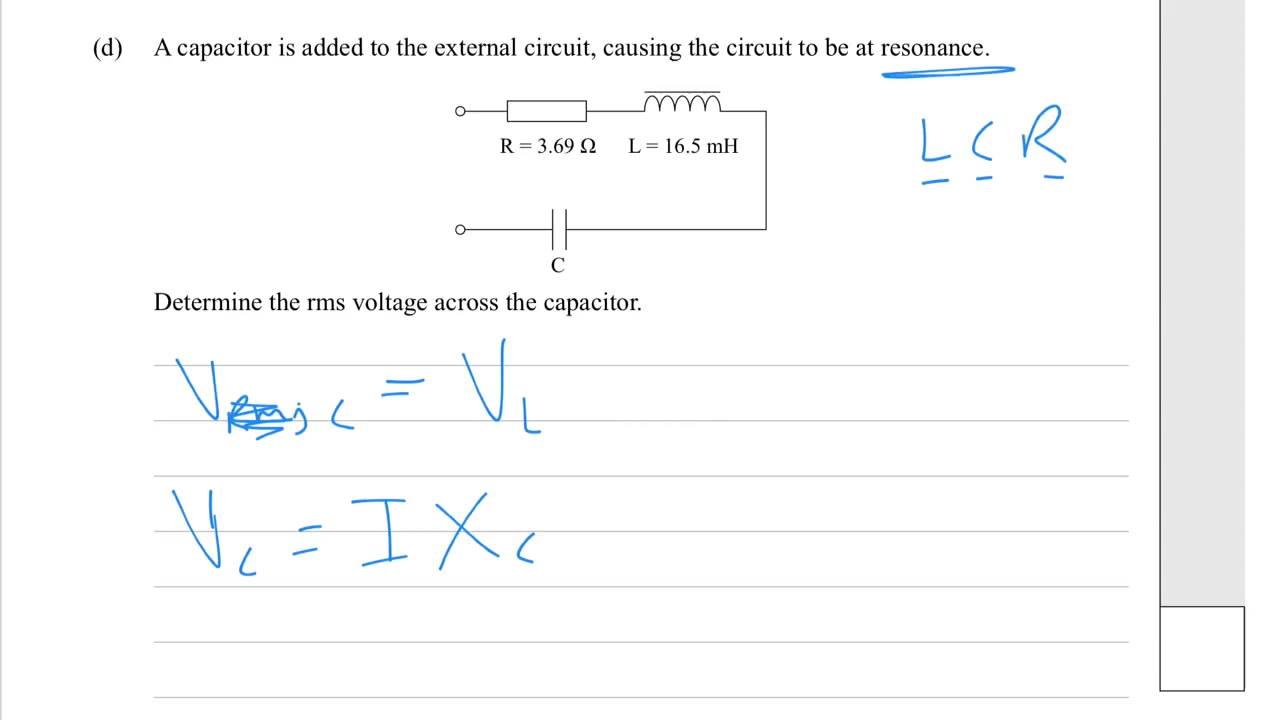 (d) A capacitor is added to the external circuit, causing the circuit to be at resonance.
L C R
R = 3.69 Ω L = 16.5 mH
C
Determine the rms voltage across the capacitor.
V C = V L
V C = I X C